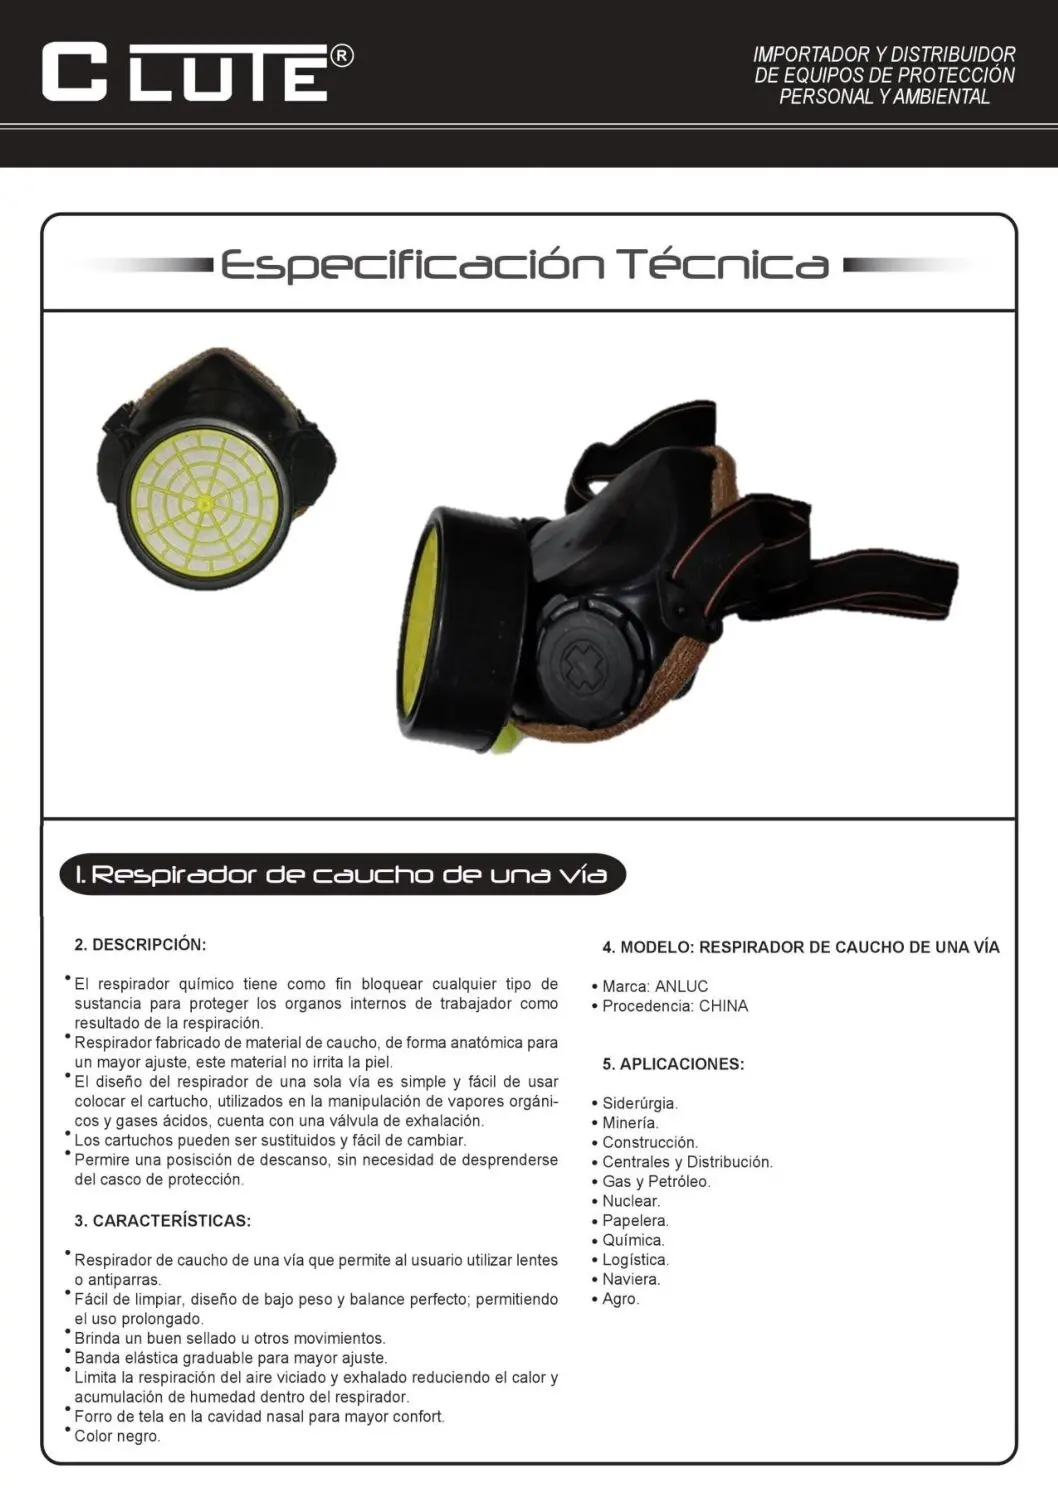 CLUTE®
IMPORTADOR Y DISTRIBUIDOR
DE EQUIPOS DE PROTECCIÓN
PERSONAL Y AMBIENTAL
Especificación Técnica
1. Respirador de caucho de una vía
2. DESCRIPCIÓN:
• El respirador químico tiene como fin bloquear cualquier tipo de
sustancia para proteger los organos internos de trabajador como
resultado de la respiración.
• Respirador fabricado de material de caucho, de forma anatómica para
un mayor ajuste, este material no irrita la piel.
• El diseño del respirador de una sola vía es simple y fácil de usar
colocar el cartucho, utilizados en la manipulación de vapores orgáni-
cos y gases ácidos, cuenta con una válvula de exhalación.
• Los cartuchos pueden ser sustituidos y fácil de cambiar.
• Permire una posisción de descanso, sin necesidad de desprenderse
del casco de protección.
3. CARACTERÍSTICAS:
• Respirador de caucho de una vía que permite al usuario utilizar lentes
o antiparras.
• Fácil de limpiar, diseño de bajo peso y balance perfecto; permitiendo
el uso prolongado.
• Brinda un buen sellado u otros movimientos.
• Banda elástica graduable para mayor ajuste.
• Limita la respiración del aire viciado y exhalado reduciendo el calor y
acumulación de humedad dentro del respirador.
• Forro de tela en la cavidad nasal para mayor confort.
• Color negro.
4. MODELO: RESPIRADOR DE CAUCHO DE UNA VÍA
• Marca: ANLUC
• Procedencia: CHINA
5. APLICACIONES:
• Siderúrgia.
• Minería.
• Construcción.
• Centrales y Distribución.
• Gas y Petróleo.
• Nuclear.
• Papelera.
• Química.
• Logística.
• Naviera.
• Agro.